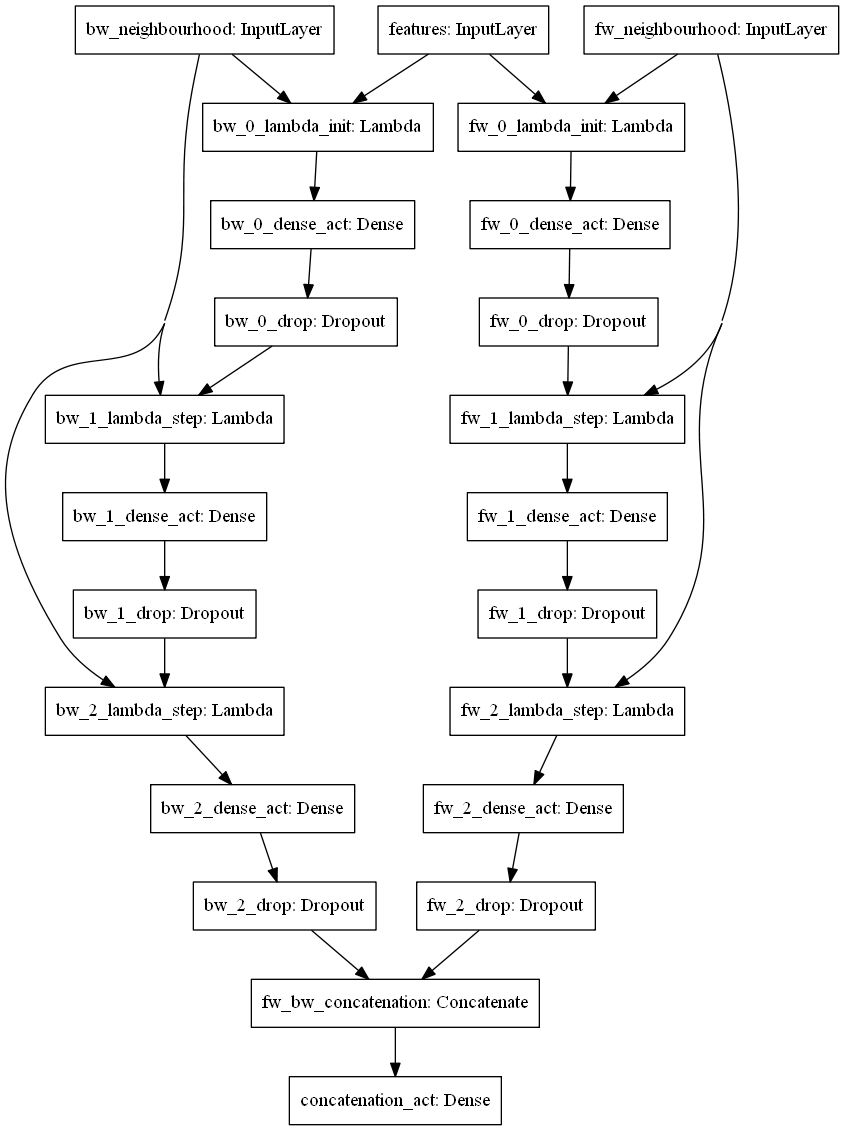 bw_neighbourhood: InputLayer
features: InputLayer
fw_neighbourhood: InputLayer
bw_0_lambda_init: Lambda
fw_0_lambda_init: Lambda
bw_0_dense_act: Dense
fw_0_dense_act: Dense
bw_0_drop: Dropout
fw_0_drop: Dropout
bw_1_lambda_step: Lambda
fw_1_lambda_step: Lambda
bw_1_dense_act: Dense
fw_1_dense_act: Dense
bw_1_drop: Dropout
fw_1_drop: Dropout
bw_2_lambda_step: Lambda
fw_2_lambda_step: Lambda
bw_2_dense_act: Dense
fw_2_dense_act: Dense
bw_2_drop: Dropout
fw_2_drop: Dropout
fw_bw_concatenation: Concatenate
concatenation_act: Dense